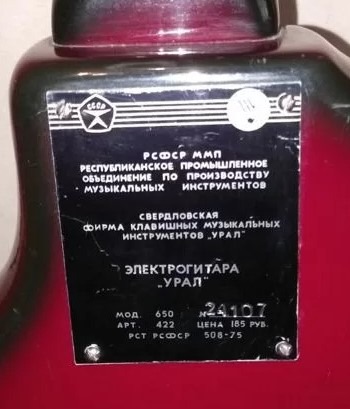 СССР
РСФСР ММП
РЕСПУБЛИКАНСКОЕ ПРОМЫШЛЕННОЕ
ОБЪЕДИНЕНИЕ ПО ПРОИЗВОДСТВУ
МУЗЫКАЛЬНЫХ ИНСТРУМЕНТОВ
СВЕРДЛОВСКАЯ
ФИРМА КЛАВИШНЫХ МУЗЫКАЛЬНЫХ
ИНСТРУМЕНТОВ „УРАЛ"
ЭЛЕКТРОГИТАРА
„УРАЛ"
МОД. 650 № 24107
АРТ. 422 ЦЕНА 185 РУБ.
РСТ РСФСР 508-75